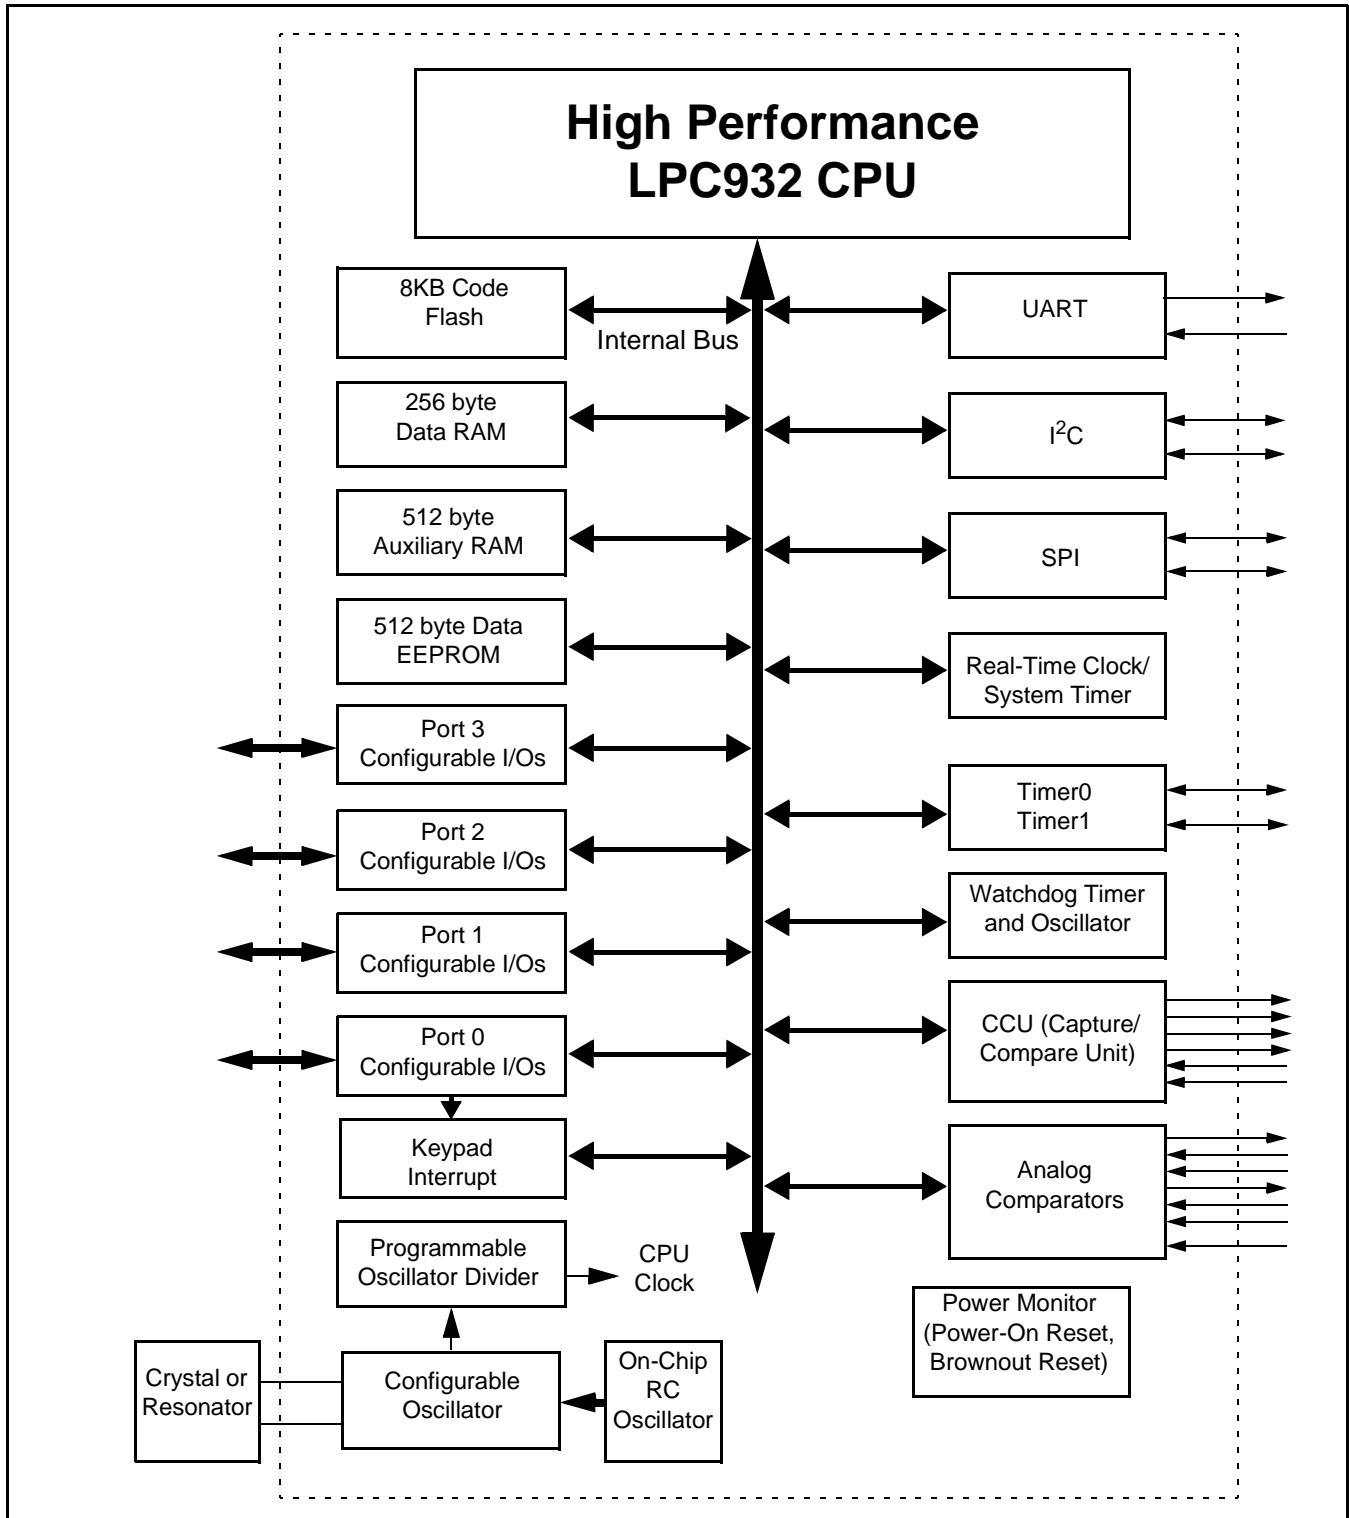 High Performance
LPC932 CPU
8KB Code
Flash
Internal Bus
UART
256 byte
Data RAM
I²C
512 byte
Auxiliary RAM
SPI
512 byte Data
EEPROM
Real-Time Clock/
System Timer
Port 3
Configurable I/Os
Timer0
Timer1
Port 2
Configurable I/Os
Watchdog Timer
and Oscillator
Port 1
Configurable I/Os
CCU (Capture/
Compare Unit)
Port 0
Configurable I/Os
Keypad
Interrupt
Analog
Comparators
Programmable
Oscillator Divider
CPU
Clock
Power Monitor
(Power-On Reset,
Brownout Reset)
Crystal or
Resonator
Configurable
Oscillator
On-Chip
RC
Oscillator